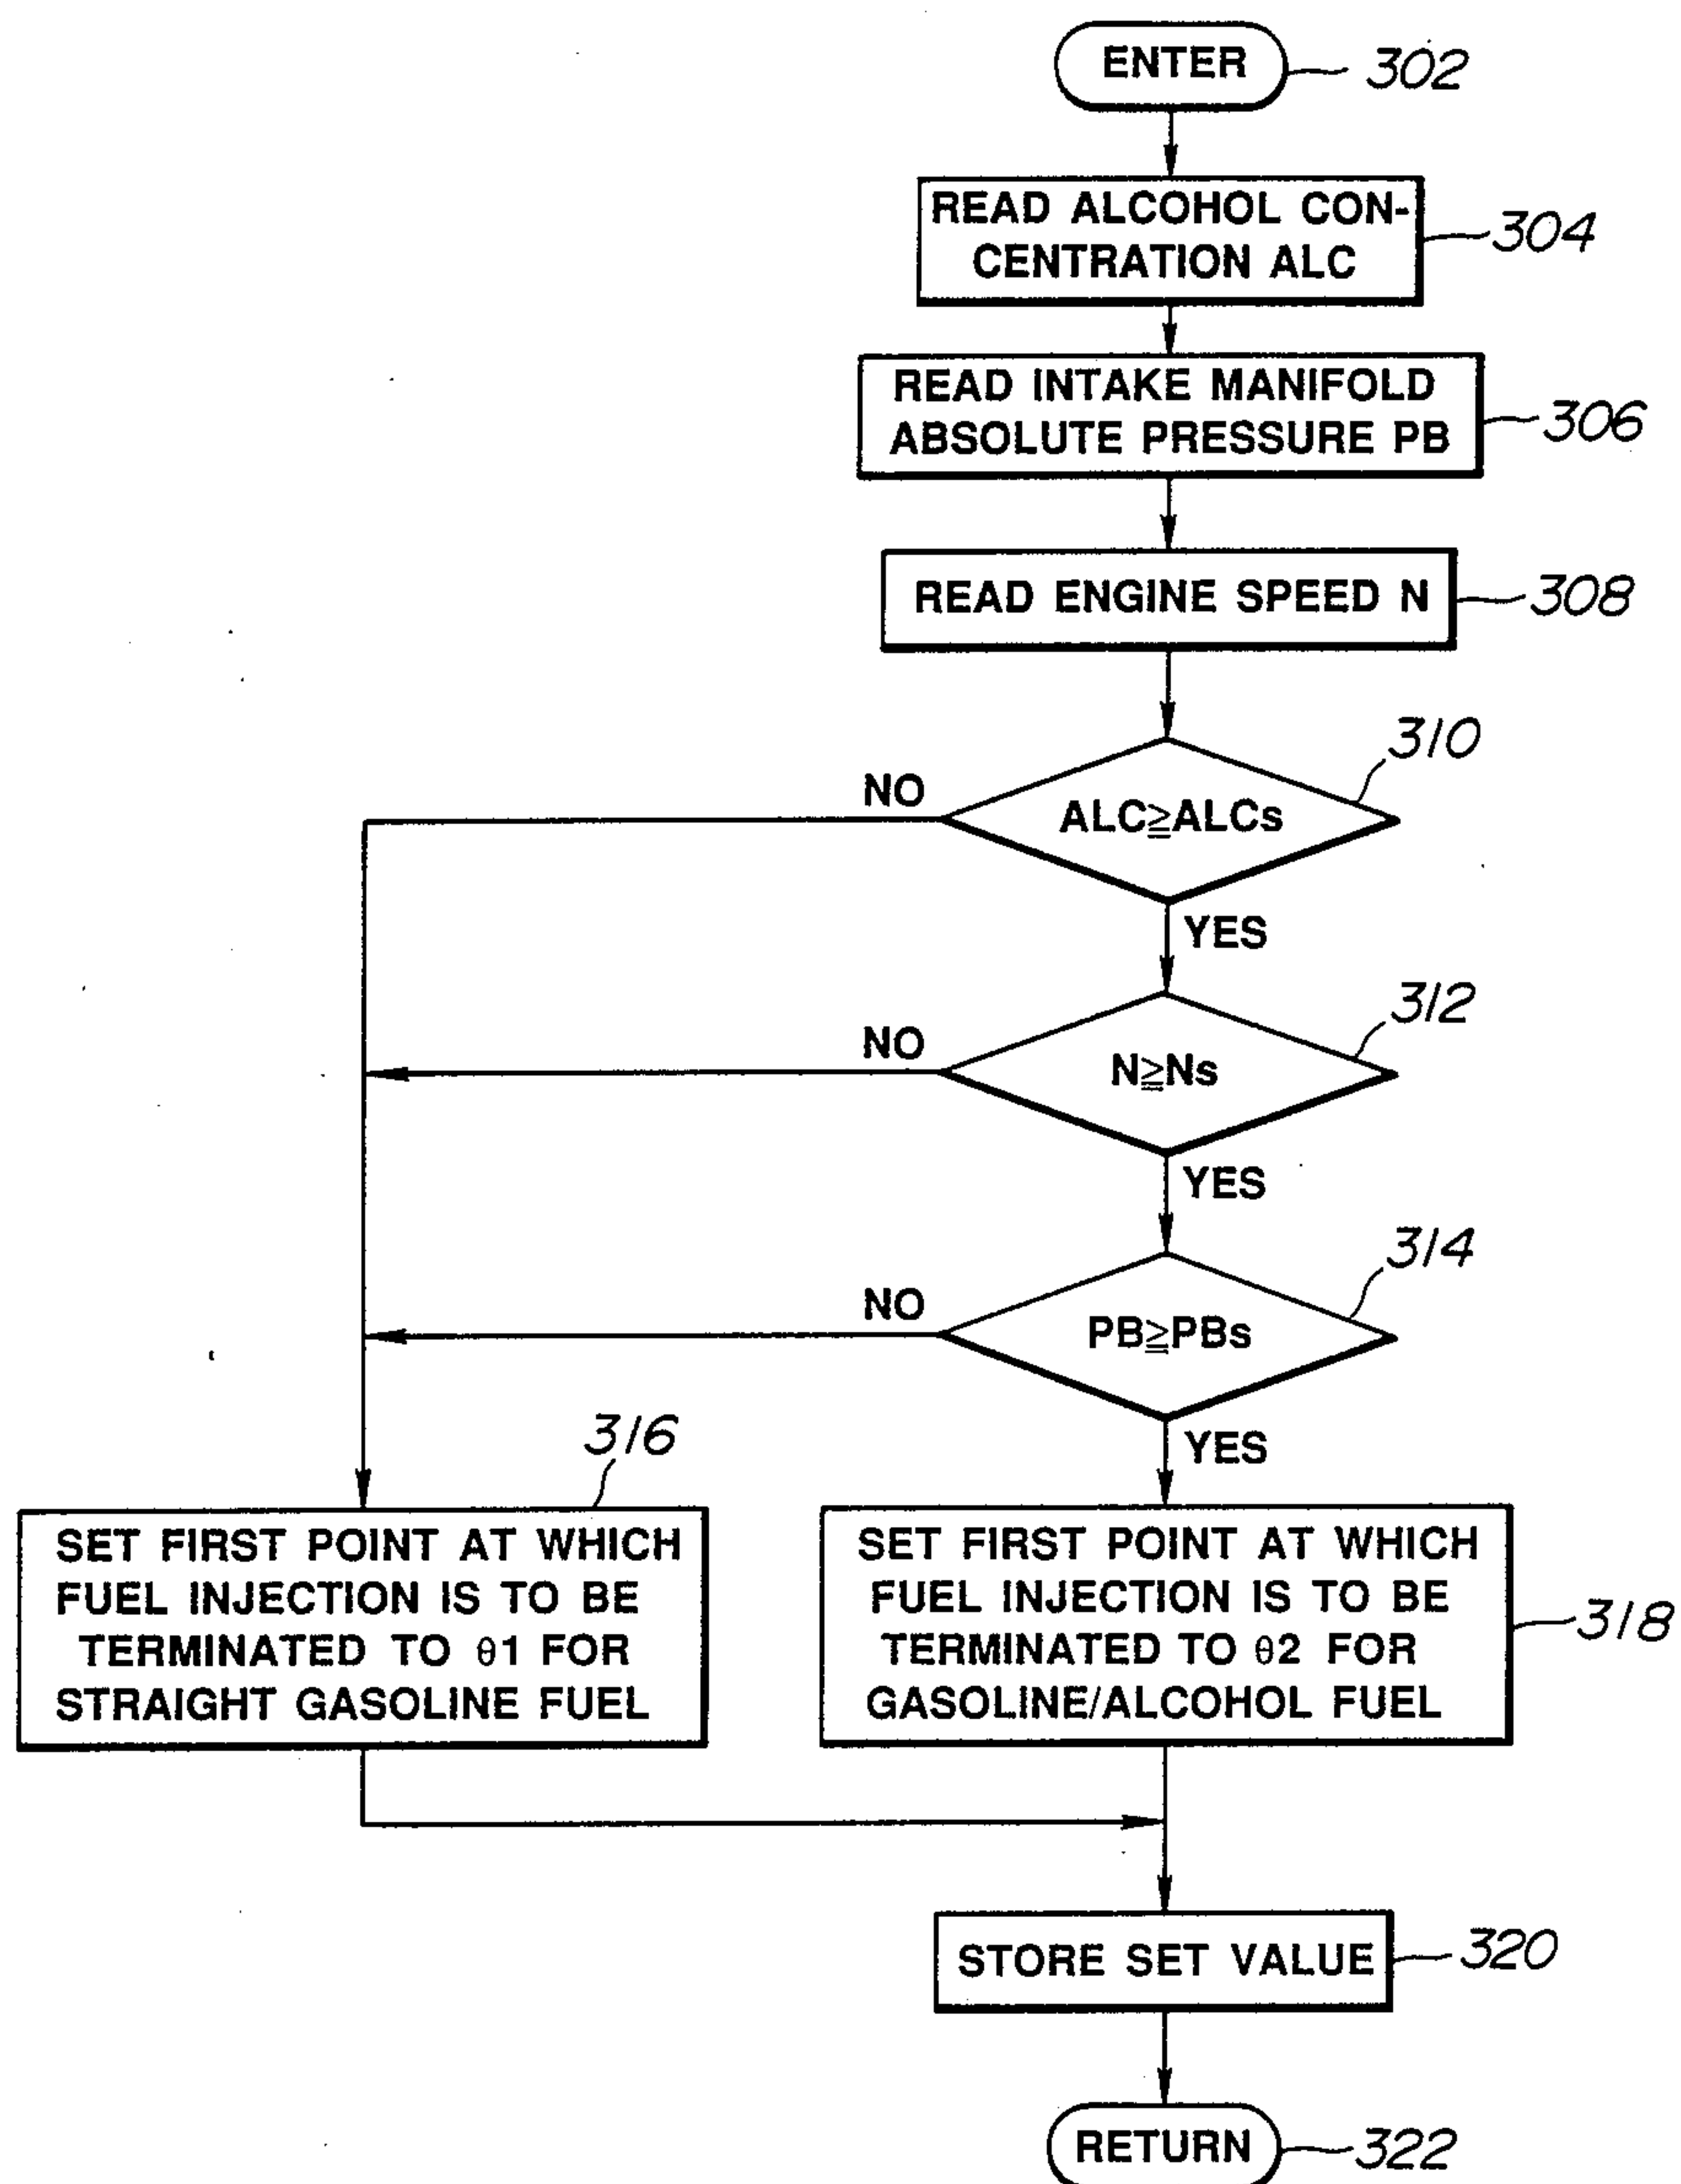 ENTER
302
READ ALCOHOL CON-
CENTRATION ALC
304
READ INTAKE MANIFOLD
ABSOLUTE PRESSURE PB
306
READ ENGINE SPEED N
308
310
NO
ALC≧ALCs
YES
312
NO
N≧Ns
YES
314
NO
PB≧PBs
YES
316
SET FIRST POINT AT WHICH
FUEL INJECTION IS TO BE
TERMINATED TO θ1 FOR
STRAIGHT GASOLINE FUEL
SET FIRST POINT AT WHICH
FUEL INJECTION IS TO BE
TERMINATED TO θ2 FOR
GASOLINE/ALCOHOL FUEL
318
STORE SET VALUE
320
RETURN
322